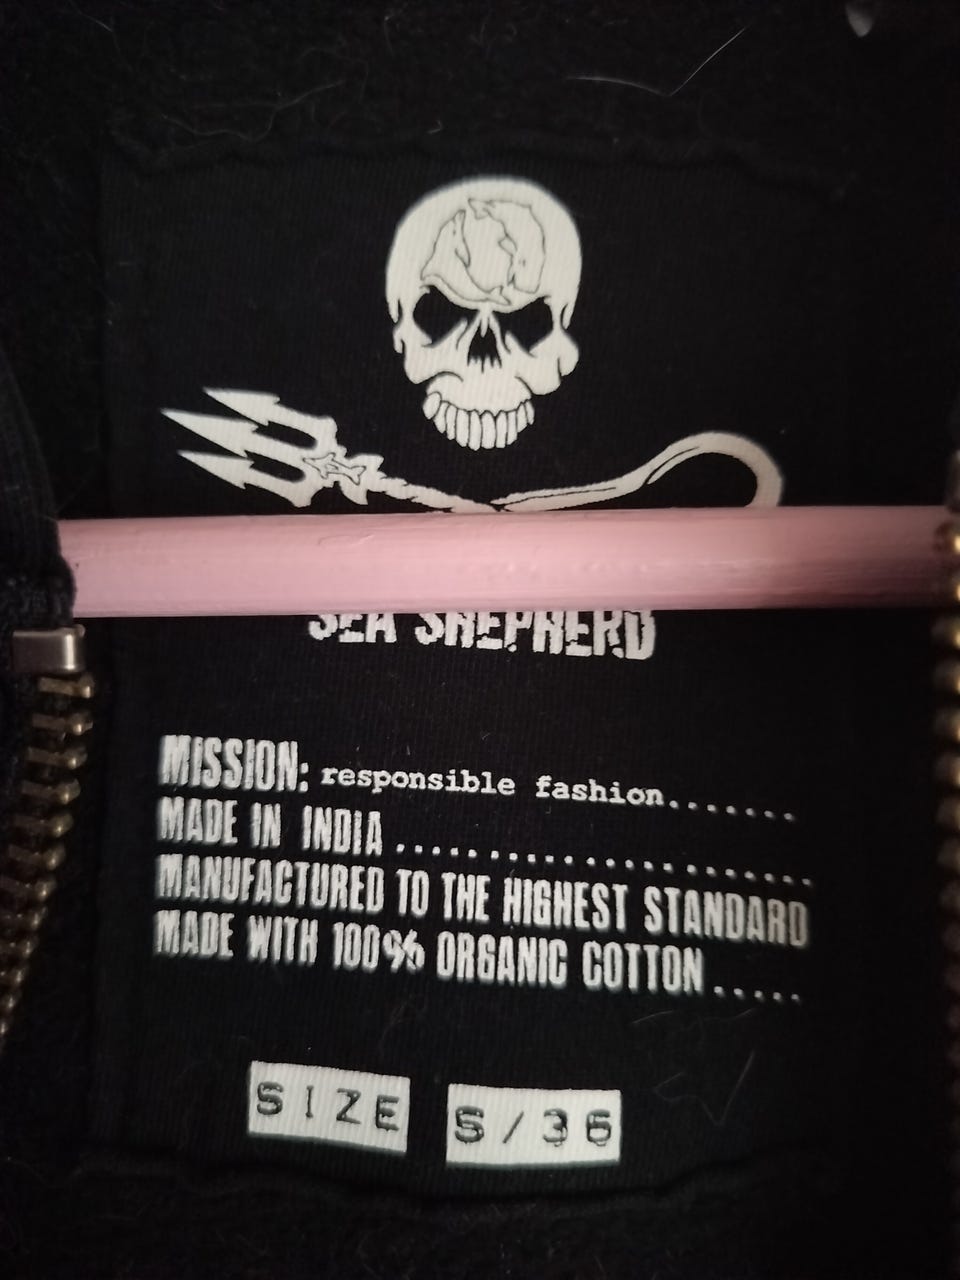 SEA SHEPHERD
MISSION: responsible fashion.......
MADE IN INDIA .......................
MANUFACTURED TO THE HIGHEST STANDARD
MADE WITH 100% ORGANIC COTTON .....
SIZE S/36